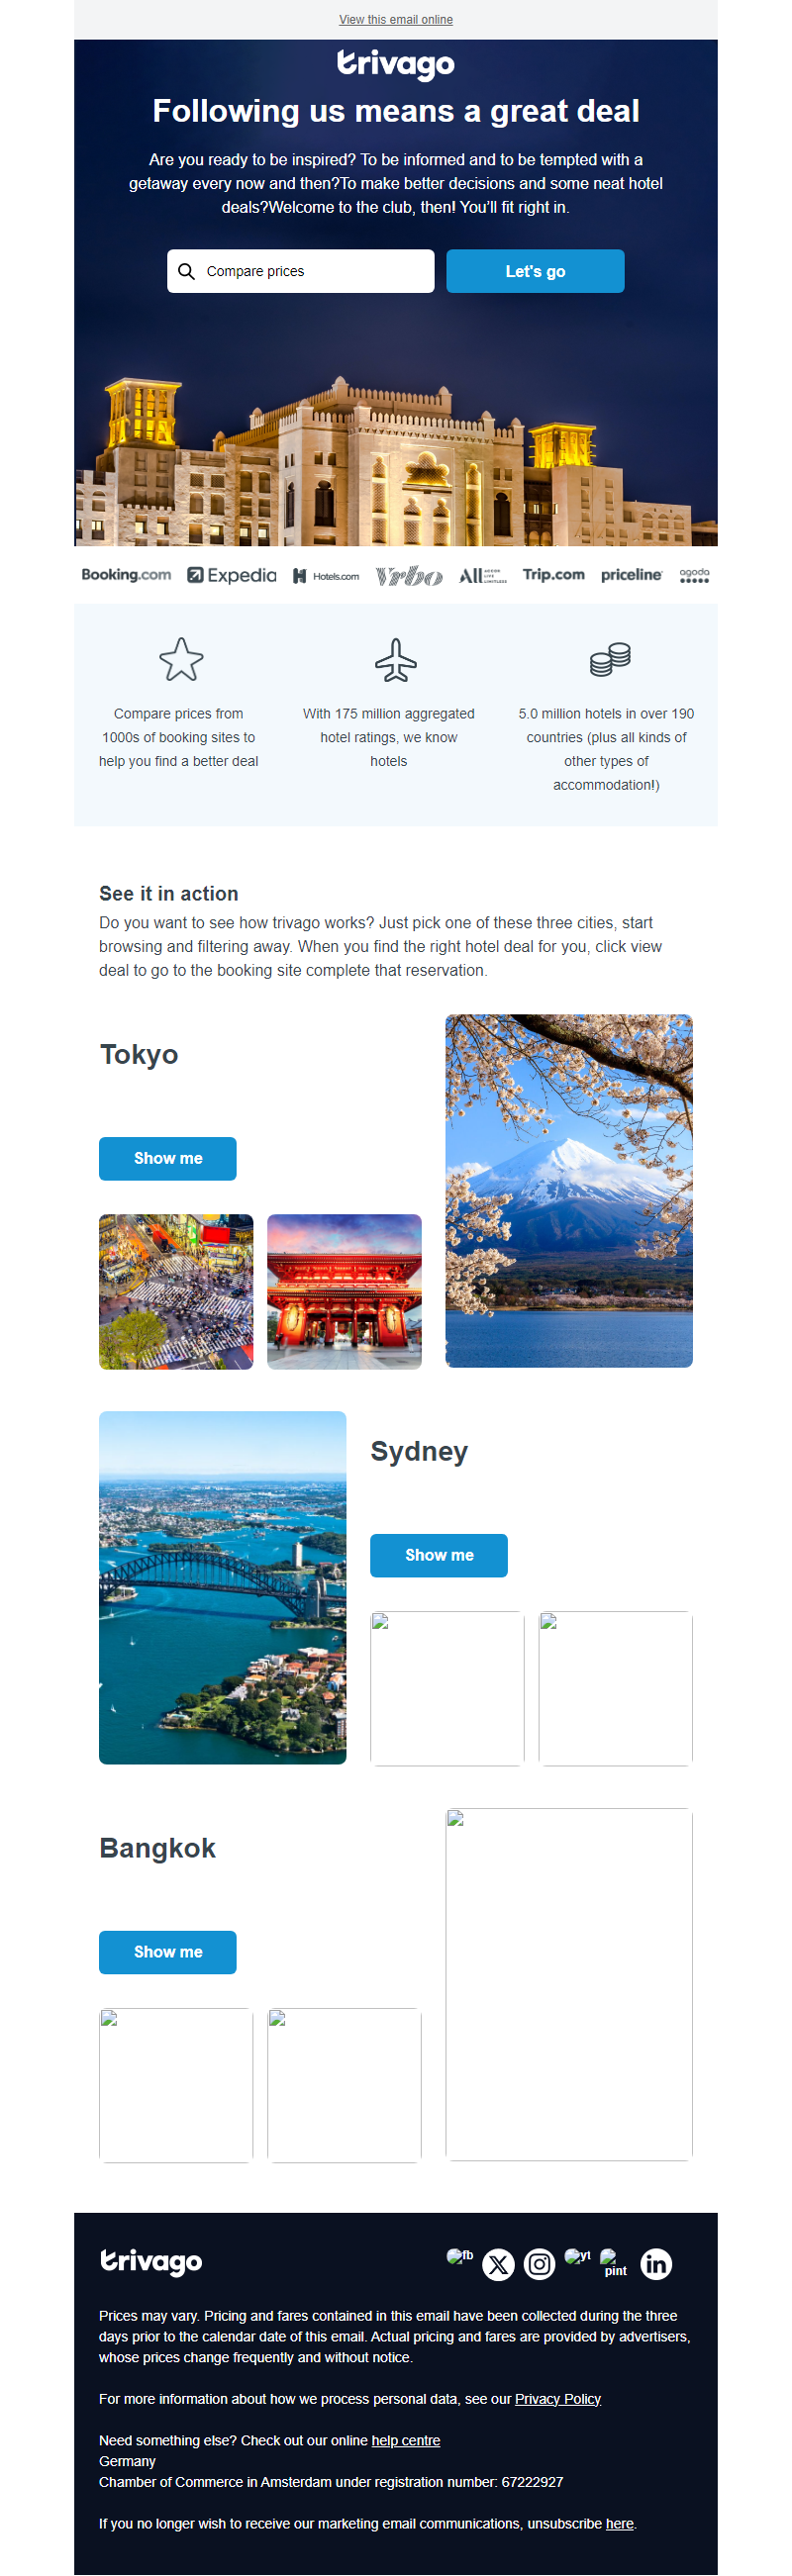 View this email online
trivago
Following us means a great deal
Are you ready to be inspired? To be informed and to be tempted with a
getaway every now and then?To make better decisions and some neat hotel
deals?Welcome to the club, then! You’ll fit right in.
Compare prices
Let's go
Booking.com Expedia Hotels.com Vrbo All ACCOR LIVE LIMITLESS Trip.com priceline agoda
Compare prices from
1000s of booking sites to
help you find a better deal
With 175 million aggregated
hotel ratings, we know
hotels
5.0 million hotels in over 190
countries (plus all kinds of
other types of
accommodation!)
See it in action
Do you want to see how trivago works? Just pick one of these three cities, start
browsing and filtering away. When you find the right hotel deal for you, click view
deal to go to the booking site complete that reservation.
Tokyo
Show me
Sydney
Show me
Bangkok
Show me
trivago
fb
X
yt
pint
in
Prices may vary. Pricing and fares contained in this email have been collected during the three
days prior to the calendar date of this email. Actual pricing and fares are provided by advertisers,
whose prices change frequently and without notice.
For more information about how we process personal data, see our Privacy Policy
Need something else? Check out our online help centre
Germany
Chamber of Commerce in Amsterdam under registration number: 67222927
If you no longer wish to receive our marketing email communications, unsubscribe here.